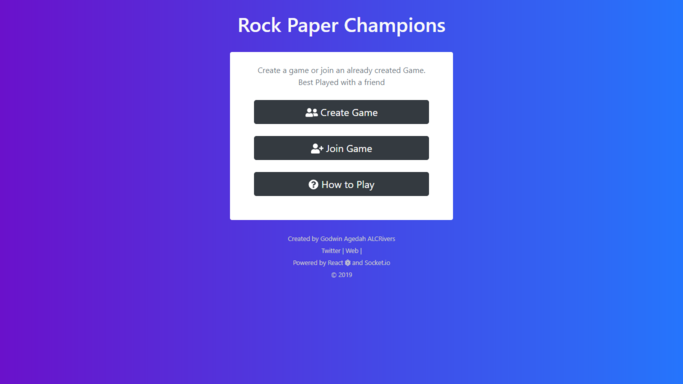 Rock Paper Champions
Create a game or join an already created Game.
Best Played with a friend
Create Game
Join Game
How to Play
Created by Godwin Agedah ALCRivers
Twitter | Web |
Powered by React and Socket.io
© 2019